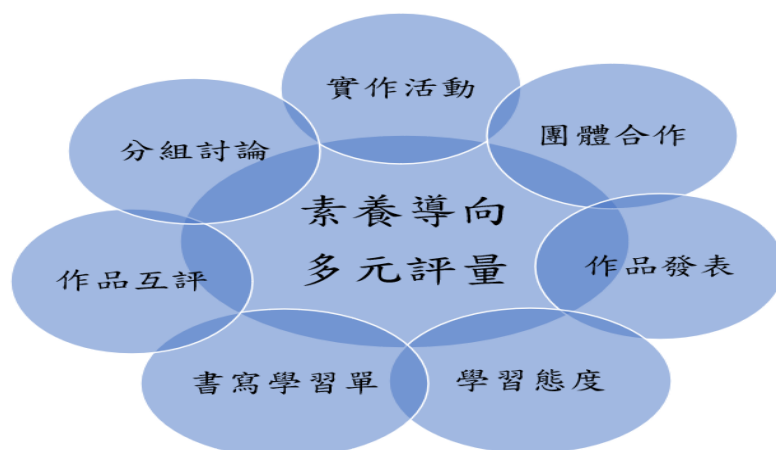 實作活動
分組討論
團體合作
素養導向
多元評量
作品互評
作品發表
書寫學習單
學習態度